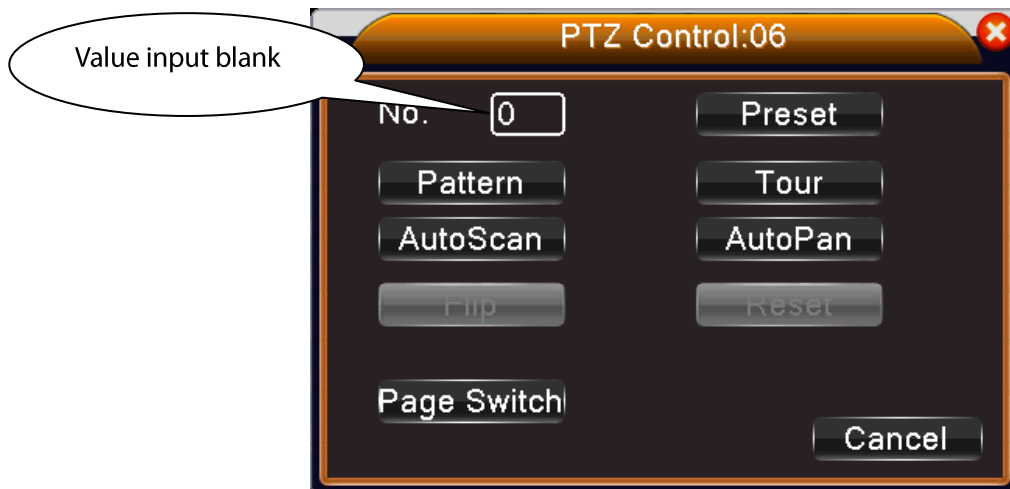 PTZ Control:06
Value input blank
No. 0 Preset
Pattern Tour
AutoScan AutoPan
Flip Reset
Page Switch
Cancel